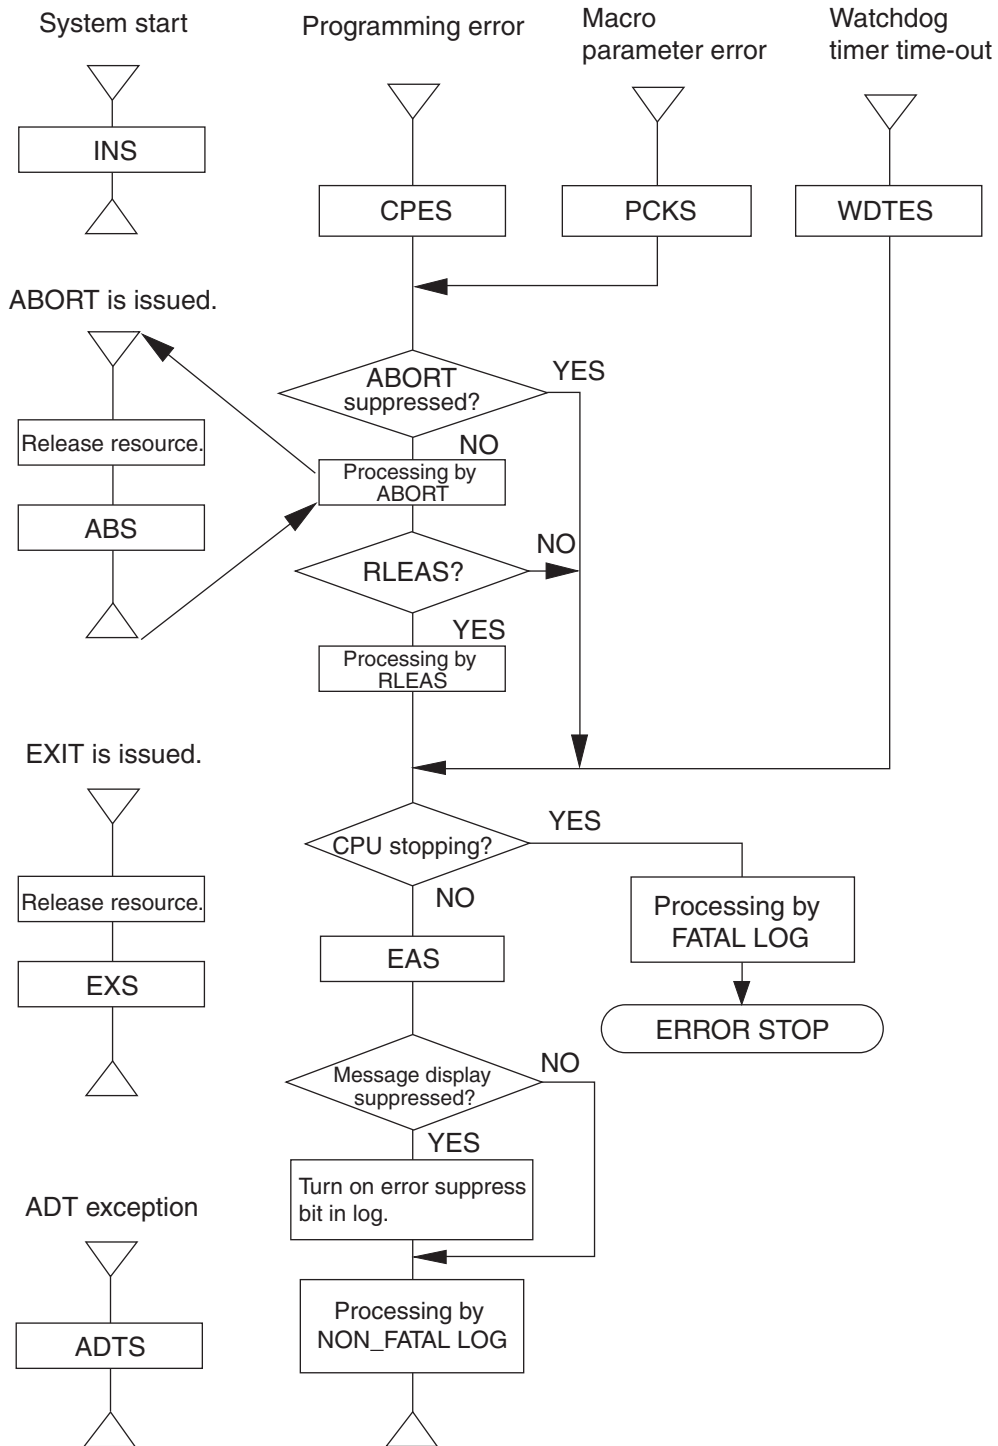 System start
INS
Programming error
CPES
Macro
parameter error
PCKS
Watchdog
timer time-out
WDTES
ABORT is issued.
Release resource.
ABS
ABORT
suppressed?
YES
NO
Processing by
ABORT
RLEAS?
NO
YES
Processing by
RLEAS
EXIT is issued.
Release resource.
EXS
CPU stopping?
YES
NO
Processing by
FATAL LOG
ERROR STOP
EAS
Message display
suppressed?
NO
YES
Turn on error suppress
bit in log.
Processing by
NON_FATAL LOG
ADT exception
ADTS